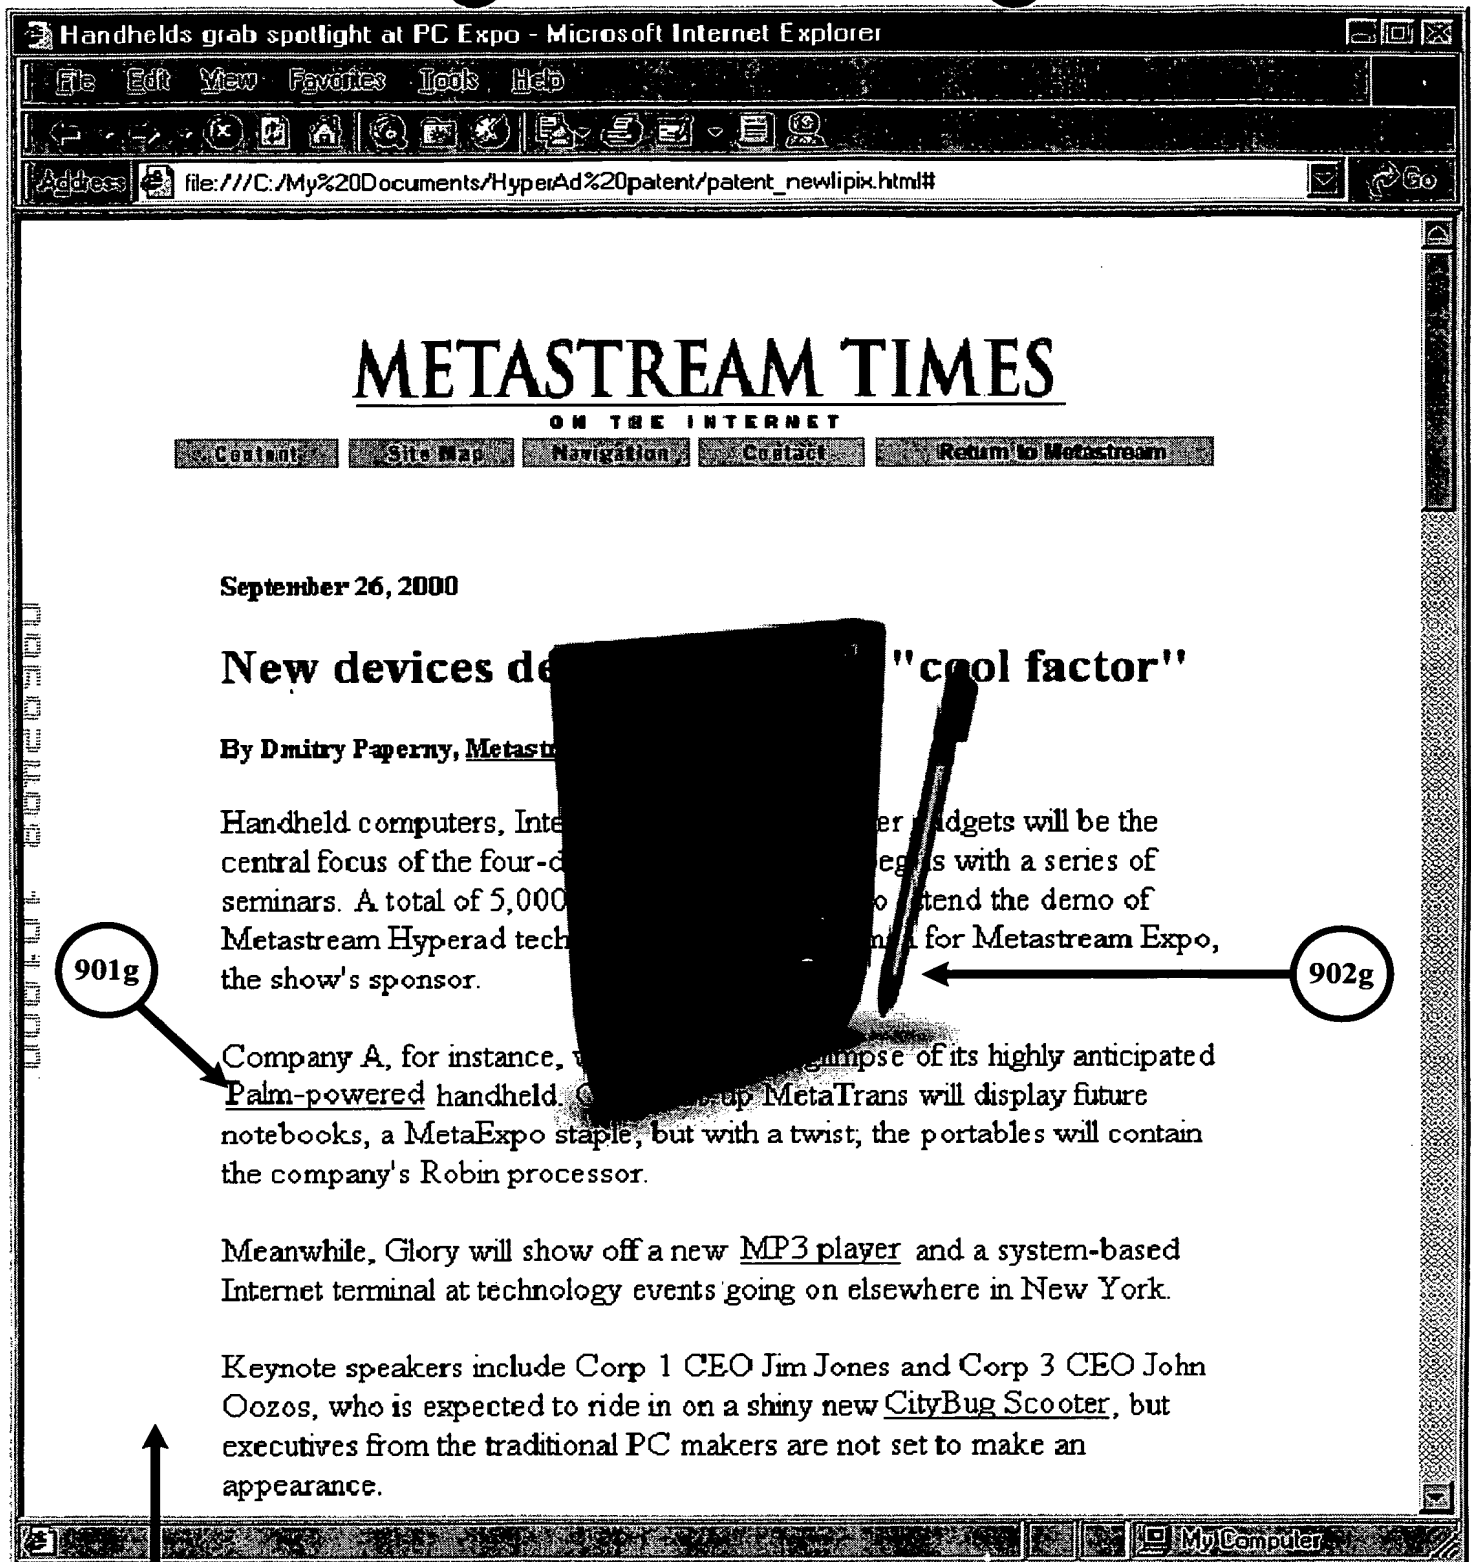 Handhelds grab spotlight at PC Expo - Microsoft Internet Explorer
File Edit View Favorites Tools Help
Address file:///C:/My%20Documents/HyperAd%20patent/patent_newlipix.html# Go
METASTREAM TIMES
ON THE INTERNET
Content Site Map Navigation Contact Return to Metastream
September 26, 2000
New devices de "cool factor"
By Dmitry Paperny, Metastr
Handheld computers, Inte er gadgets will be the
central focus of the four-d begins with a series of
seminars. A total of 5,000 o attend the demo of
Metastream Hyperad tech for Metastream Expo,
901g
the show's sponsor.
902g
Company A, for instance, glimpse of its highly anticipated
Palm-powered handheld. up MetaTrans will display future
notebooks, a MetaExpo staple, but with a twist; the portables will contain
the company's Robin processor.
Meanwhile, Glory will show off a new MP3 player and a system-based
Internet terminal at technology events going on elsewhere in New York.
Keynote speakers include Corp 1 CEO Jim Jones and Corp 3 CEO John
Oozos, who is expected to ride in on a shiny new CityBug Scooter, but
executives from the traditional PC makers are not set to make an
appearance.
My Computer